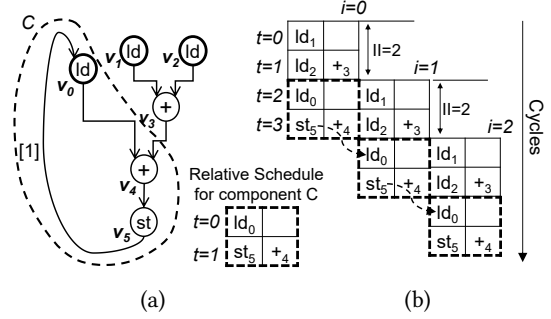 C
ld
v0
v1
ld
v2
ld
+
v3
[1]
+
v4
st
v5
Relative Schedule
for component C
t=0 ld0
t=1 st5 +4
(a)
i=0
t=0 ld1
II=2
t=1 ld2 +3
i=1
t=2 ld0 ld1
II=2
t=3 st5 +4 ld2 +3
i=2
ld0 ld1
st5 +4 ld2 +3
ld0
st5 +4
Cycles
(b)